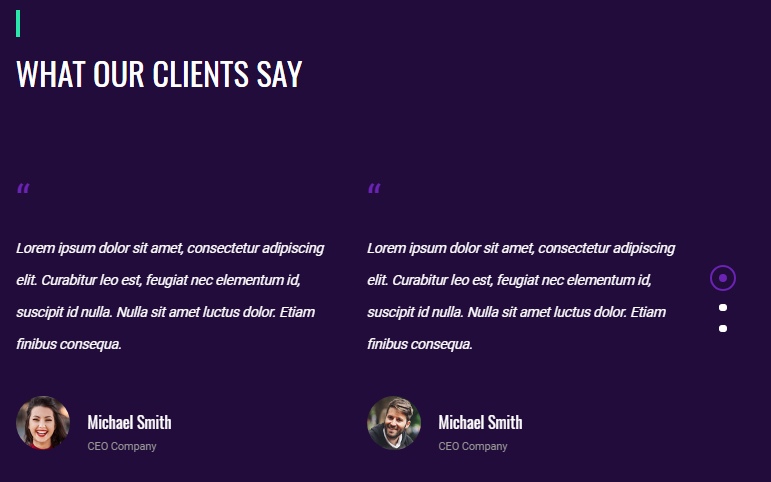 WHAT OUR CLIENTS SAY
“
Lorem ipsum dolor sit amet, consectetur adipiscing
elit. Curabitur leo est, feugiat nec elementum id,
suscipit id nulla. Nulla sit amet luctus dolor. Etiam
finibus consequa.
Michael Smith
CEO Company
“
Lorem ipsum dolor sit amet, consectetur adipiscing
elit. Curabitur leo est, feugiat nec elementum id,
suscipit id nulla. Nulla sit amet luctus dolor. Etiam
finibus consequa.
Michael Smith
CEO Company